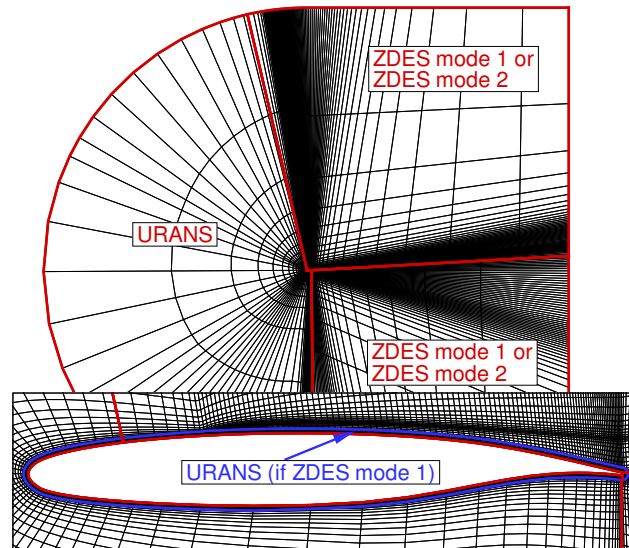 ZDES mode 1 or
ZDES mode 2
URANS
ZDES mode 1 or
ZDES mode 2
URANS (if ZDES mode 1)